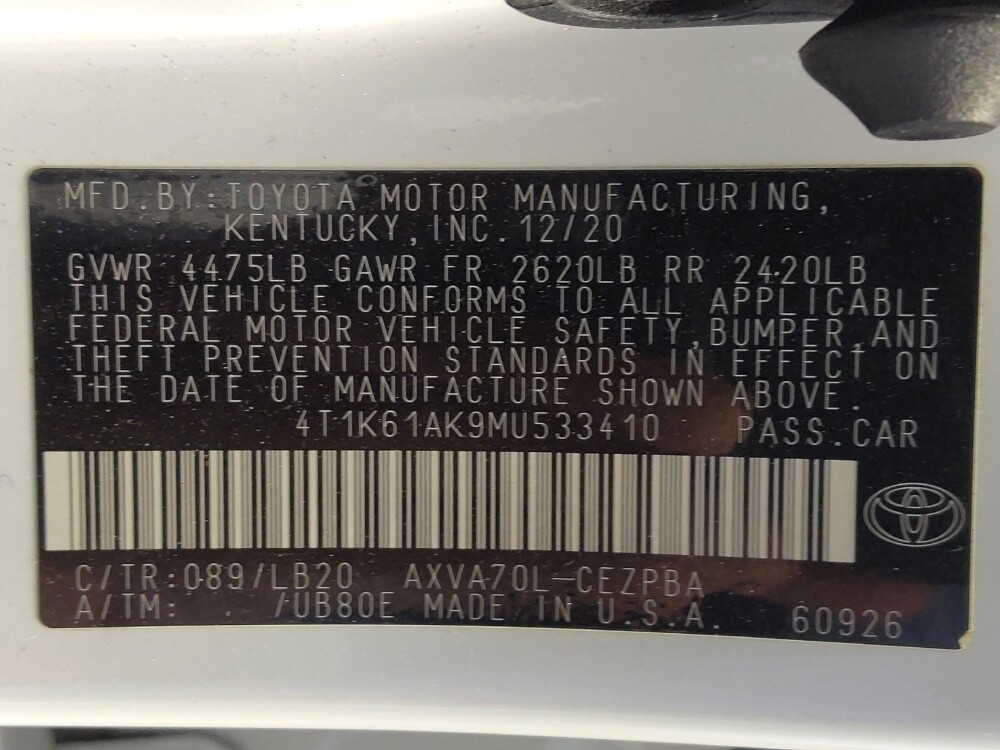 MFD.BY:TOYOTA MOTOR MANUFACTURING,
KENTUCKY,INC. 12/20
GVWR 4475LB GAWR FR 2620LB RR 2420LB
THIS VEHICLE CONFORMS TO ALL APPLICABLE
FEDERAL MOTOR VEHICLE SAFETY,BUMPER,AND
THEFT PREVENTION STANDARDS IN EFFECT ON
THE DATE OF MANUFACTURE SHOWN ABOVE.
4T1K61AK9MU533410 PASS.CAR
C/TR:089/LB20 AXVA70L-CEZPBA
A/TM: . /UB80E MADE IN U.S.A. 60926